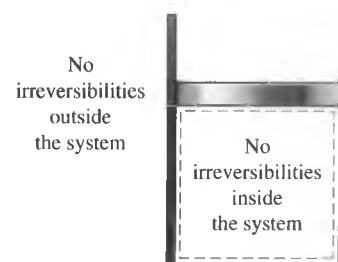 No
irreversibilities
outside
the system
No
irreversibilities
inside
the system